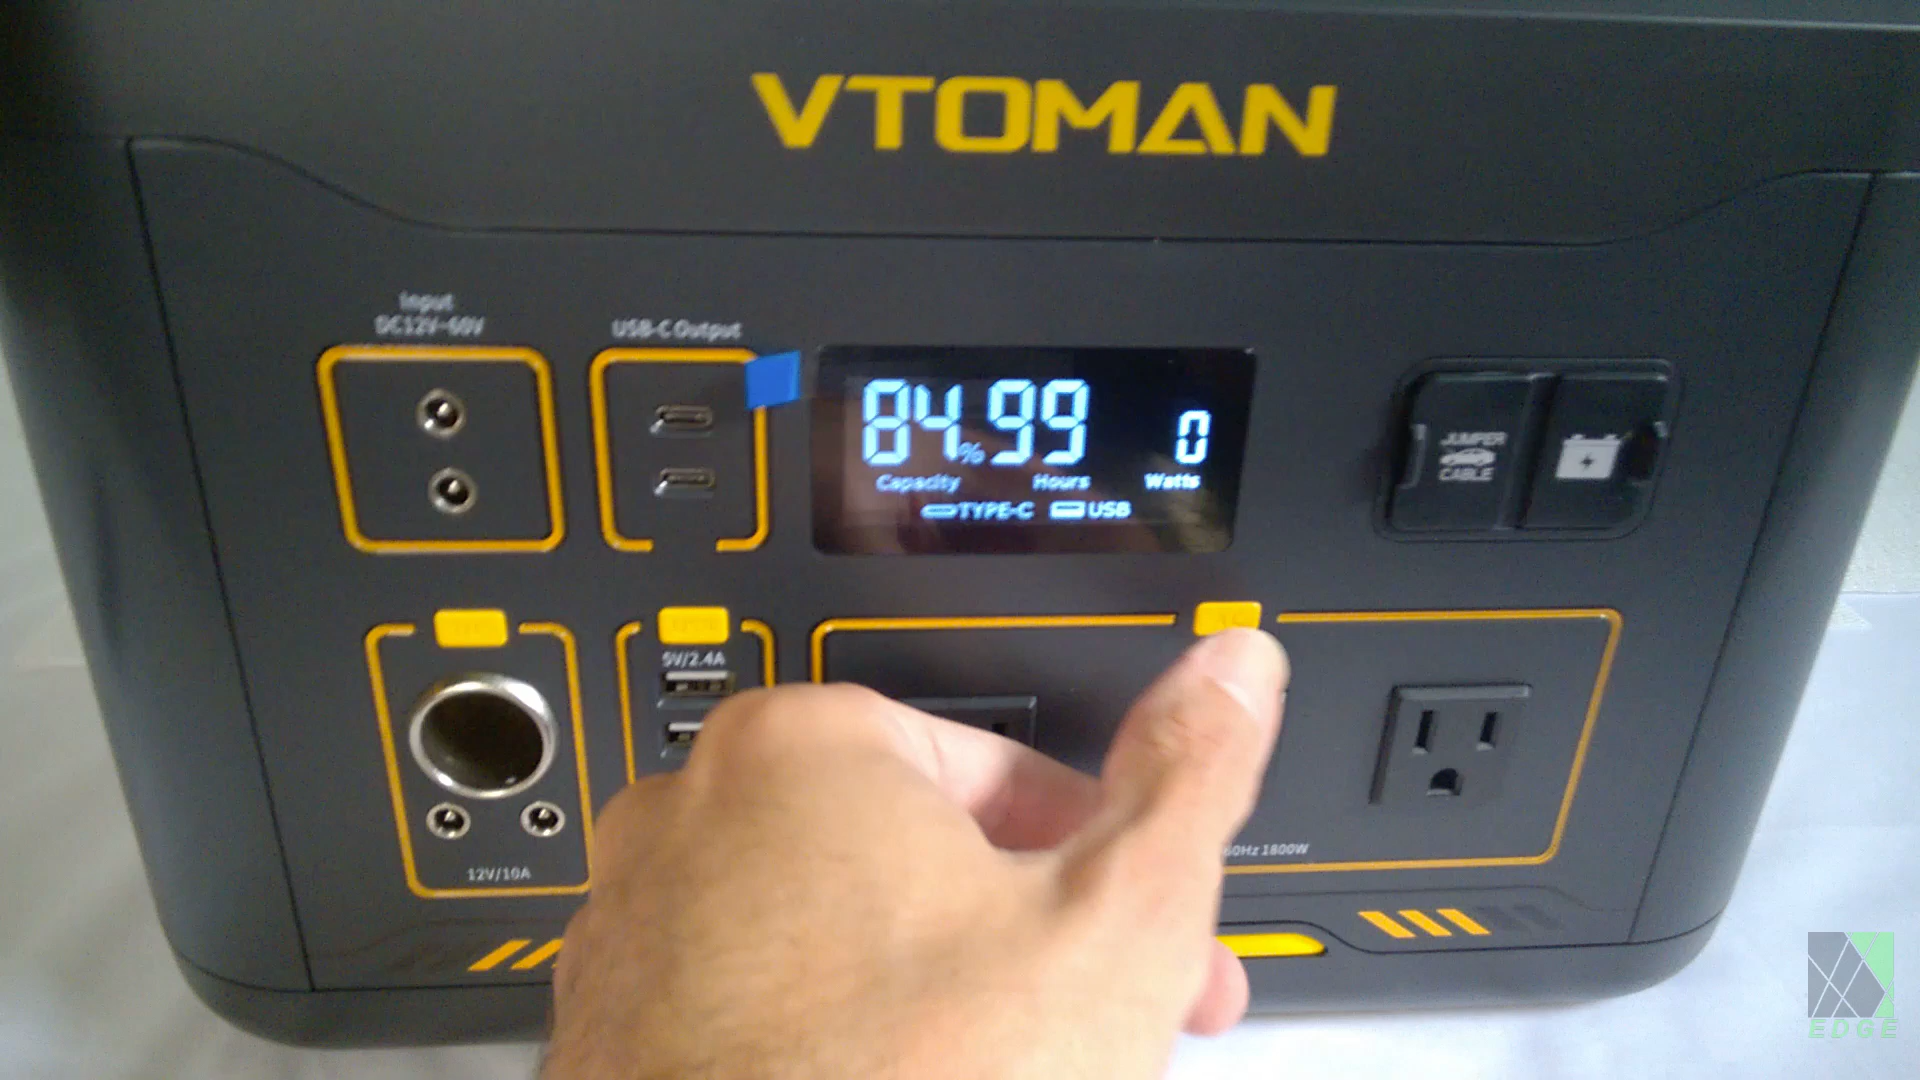 VTOMAN
Input
DC12V~60V
USB-C Output
84% 99 0
Capacity Hours Watts
TYPE-C USB
JUMPER
CABLE
5V/2.4A
60Hz 1800W
12V/10A
EDGE